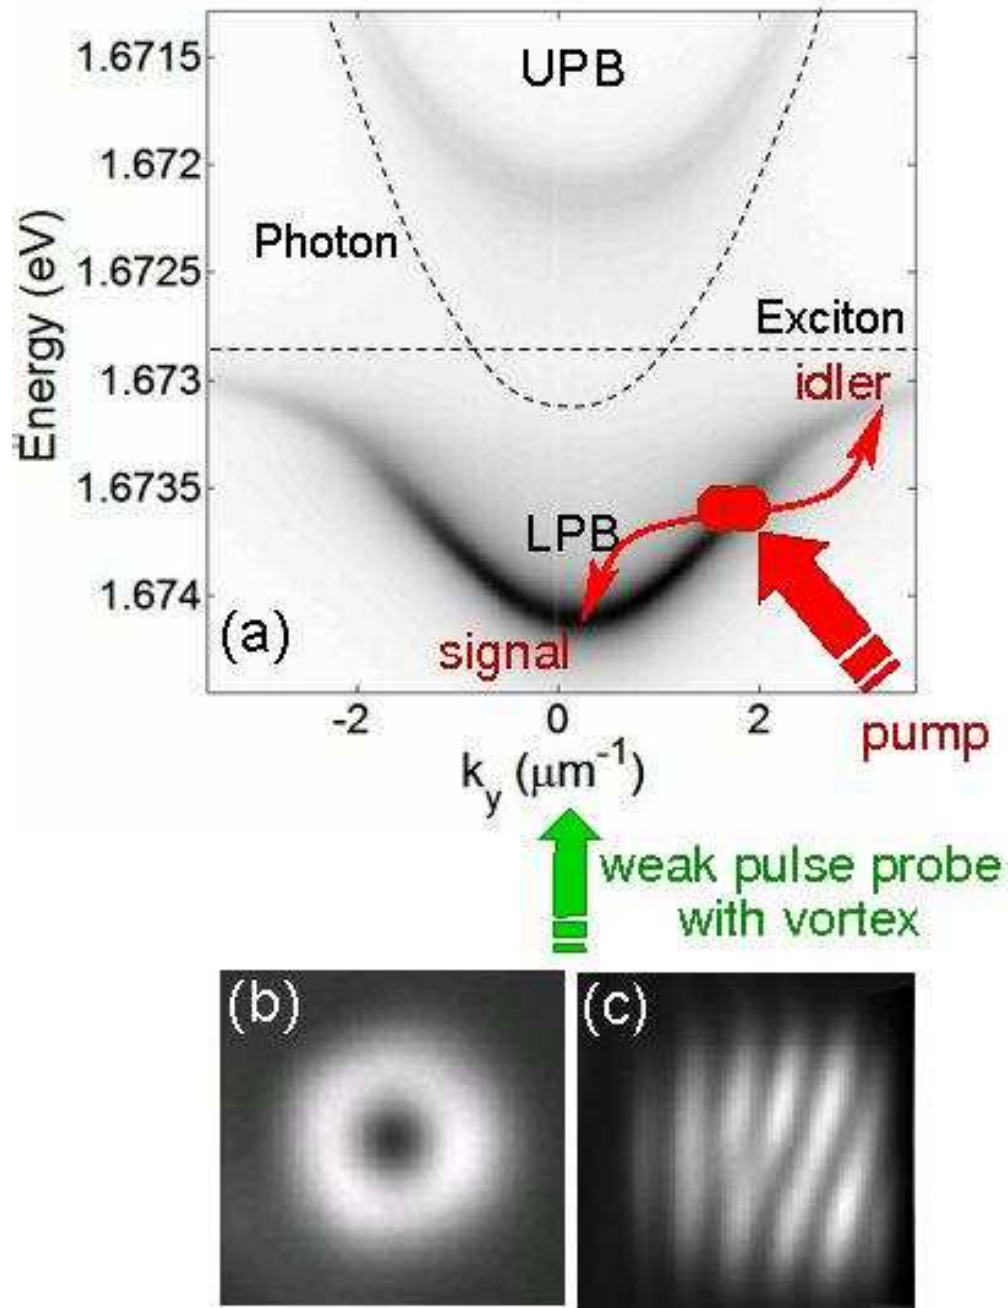 1.6715
UPB
1.672
Photon
1.6725
Exciton
1.673
idler
Energy (eV)
1.6735
LPB
1.674
(a)
signal
-2 0 2
pump
k_y (μm^-1)
weak pulse probe
with vortex
(b) (c)